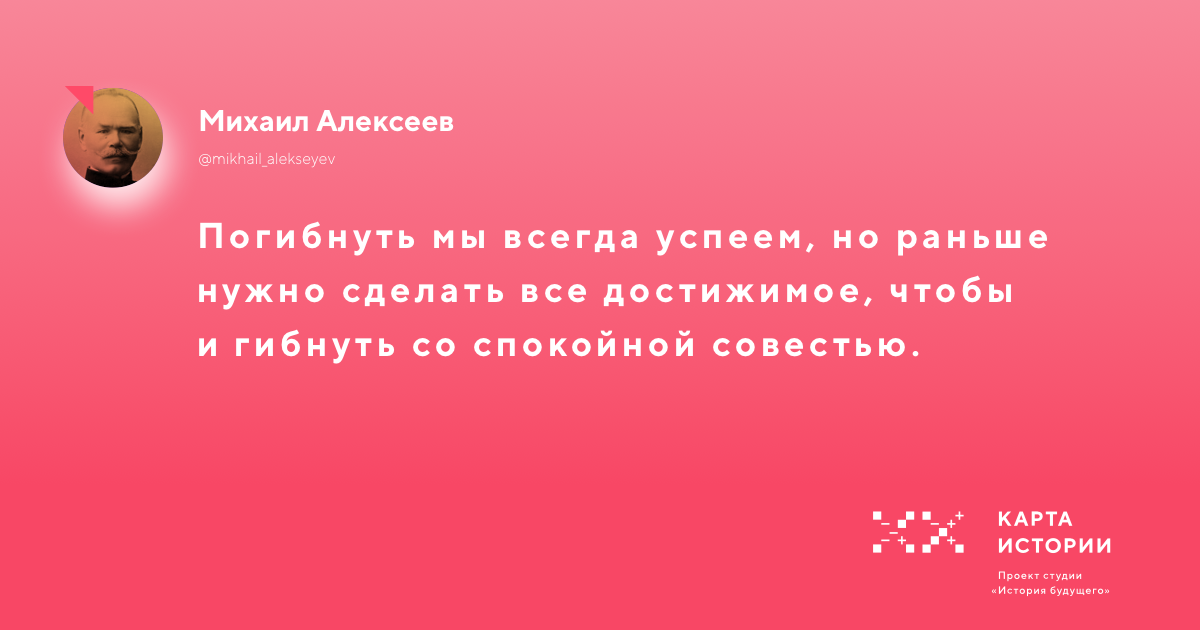 Михаил Алексеев
@mikhail_alekseyev
Погибнуть мы всегда успеем, но раньше
нужно сделать все достижимое, чтобы
и гибнуть со спокойной совестью.
КАРТА
ИСТОРИИ
Проект студии
«История будущего»